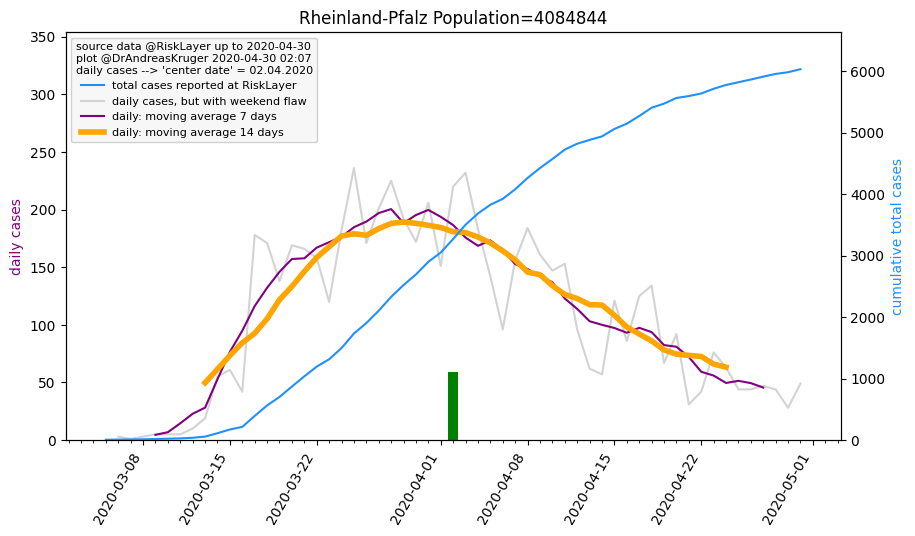 Rheinland-Pfalz Population=4084844
source data @RiskLayer up to 2020-04-30
plot @DrAndreasKruger 2020-04-30 02:07
daily cases --> 'center date' = 02.04.2020
total cases reported at RiskLayer
daily cases, but with weekend flaw
daily: moving average 7 days
daily: moving average 14 days
daily cases
350
300
250
200
150
100
50
0
6000
5000
4000
3000
2000
1000
0
cumulative total cases
2020-03-08
2020-03-15
2020-03-22
2020-04-01
2020-04-08
2020-04-15
2020-04-22
2020-05-01